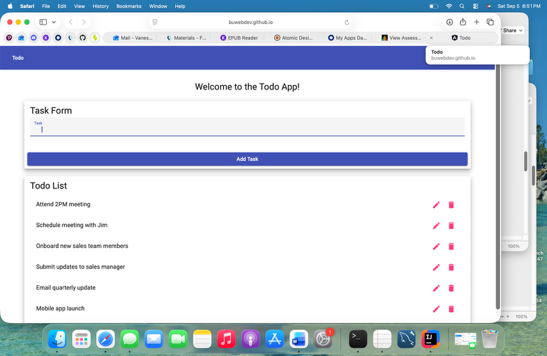 Safari File Edit View History Bookmarks Window Help
Sat Sep 5 8:51 PM
buwebdev.github.io
Share
Mail - Vanes... Materials - F... EPUB Reader Atomic Desi... My Apps Da... View Assess... Todo
Todo
buwebdev.github.io
Todo
Welcome to the Todo App!
Task Form
Task
Add Task
Todo List
Attend 2PM meeting
Schedule meeting with Jim
Onboard new sales team members
Submit updates to sales manager
Email quarterly update
Mobile app launch
100%
100%
1